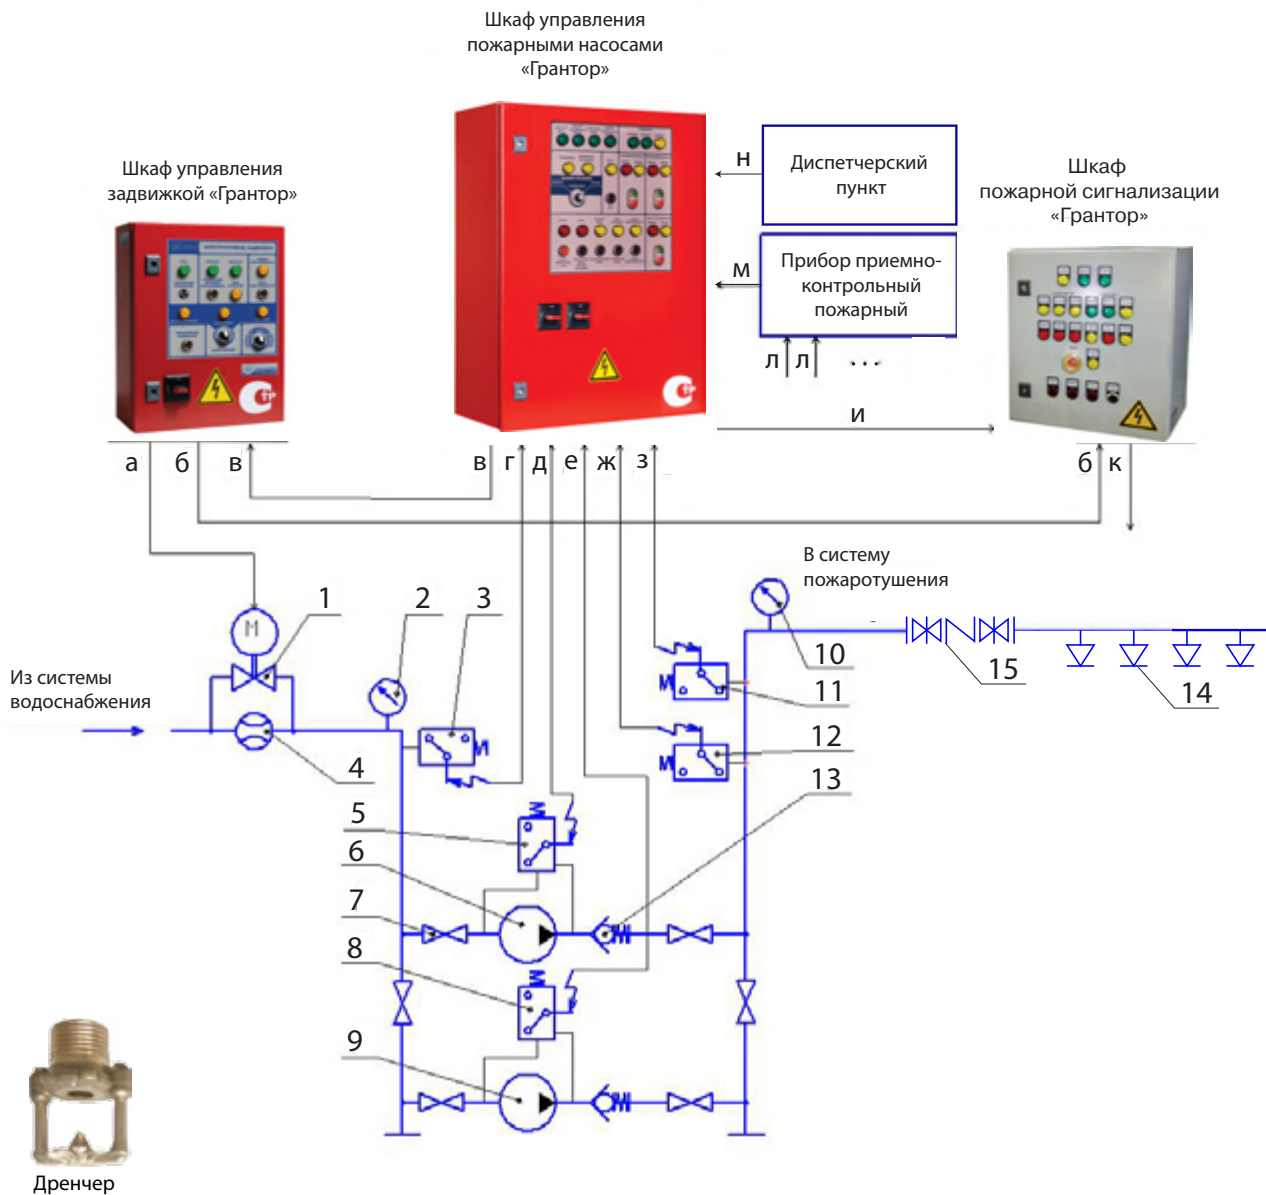 Шкаф управления
пожарными насосами
«Грантор»
Шкаф управления
задвижкой «Грантор»
Диспетчерский
пункт
Прибор приемно-
контрольный
пожарный
Шкаф
пожарной сигнализации
«Грантор»
н
м
л л ...
и
а б в
в г д е ж з
б к
В систему
пожаротушения
Из системы
водоснабжения
М
1
2
3
4
5
6
7
8
9
10
11
12
13
14
15
Дренчер